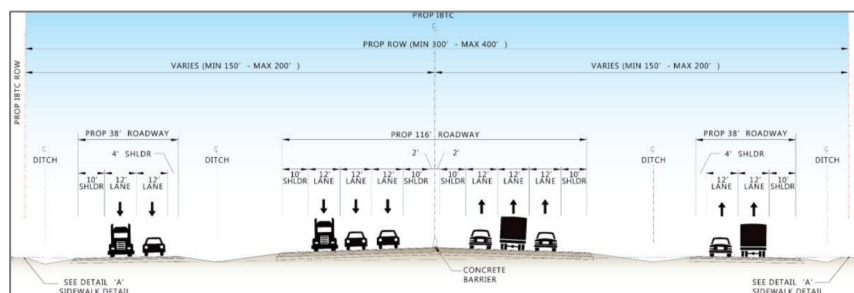 PROP IBTC
℄
PROP ROW (MIN 300' - MAX 400' )
VARIES (MIN 150' - MAX 200' )
VARIES (MIN 150' - MAX 200' )
PROP IBTC ROW
PROP 38' ROADWAY
PROP 116' ROADWAY
PROP 38' ROADWAY
℄
DITCH
4' SHLDR
℄
DITCH
2'
2'
℄
DITCH
4' SHLDR
℄
DITCH
10'
SHLDR
12'
LANE
12'
LANE
10'
SHLDR
12'
LANE
12'
LANE
12'
LANE
10'
SHLDR
10'
SHLDR
12'
LANE
12'
LANE
12'
LANE
10'
SHLDR
12'
LANE
12'
LANE
10'
SHLDR
CONCRETE
BARRIER
SEE DETAIL 'A'
SIDEWALK DETAIL
SEE DETAIL 'A'
SIDEWALK DETAIL